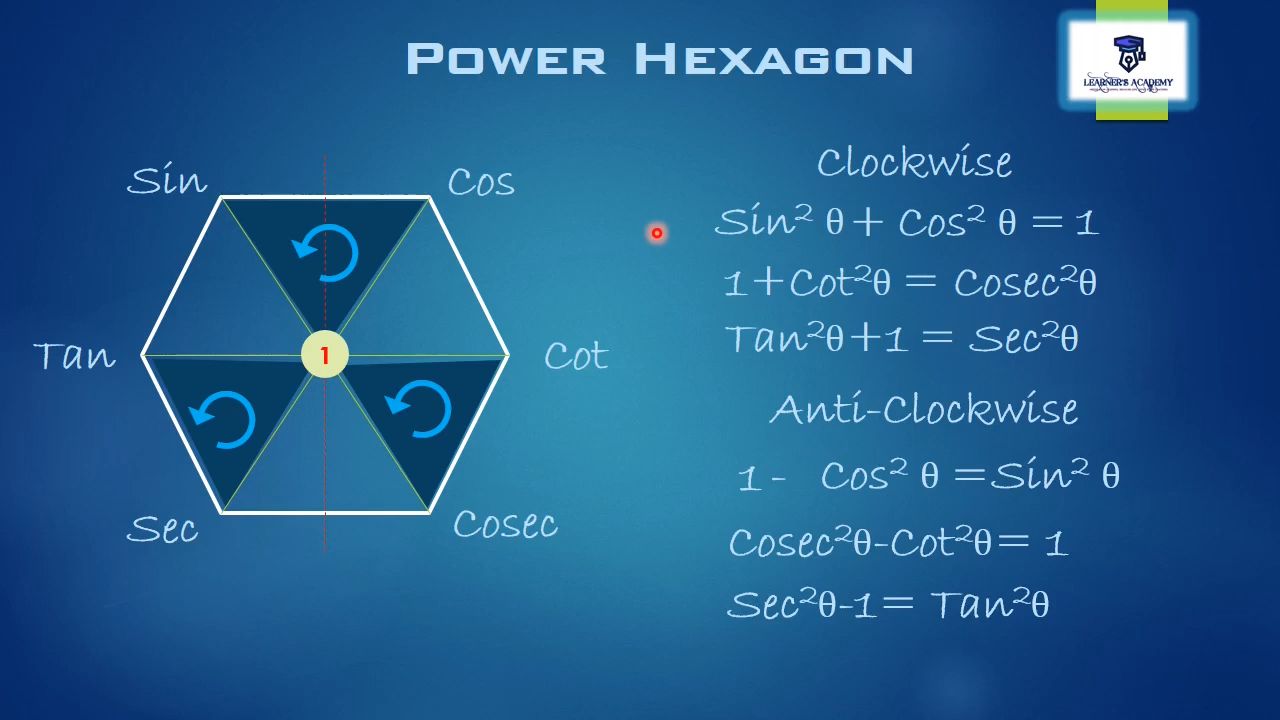 Power Hexagon
LEARNER'S ACADEMY
Sin
Cos
Tan
1
Cot
Sec
Cosec
Clockwise
Sin² θ + Cos² θ = 1
1+Cot²θ = Cosec²θ
Tan²θ+1 = Sec²θ
Anti-Clockwise
1 - Cos² θ =Sin² θ
Cosec²θ-Cot²θ= 1
Sec²θ-1= Tan²θ